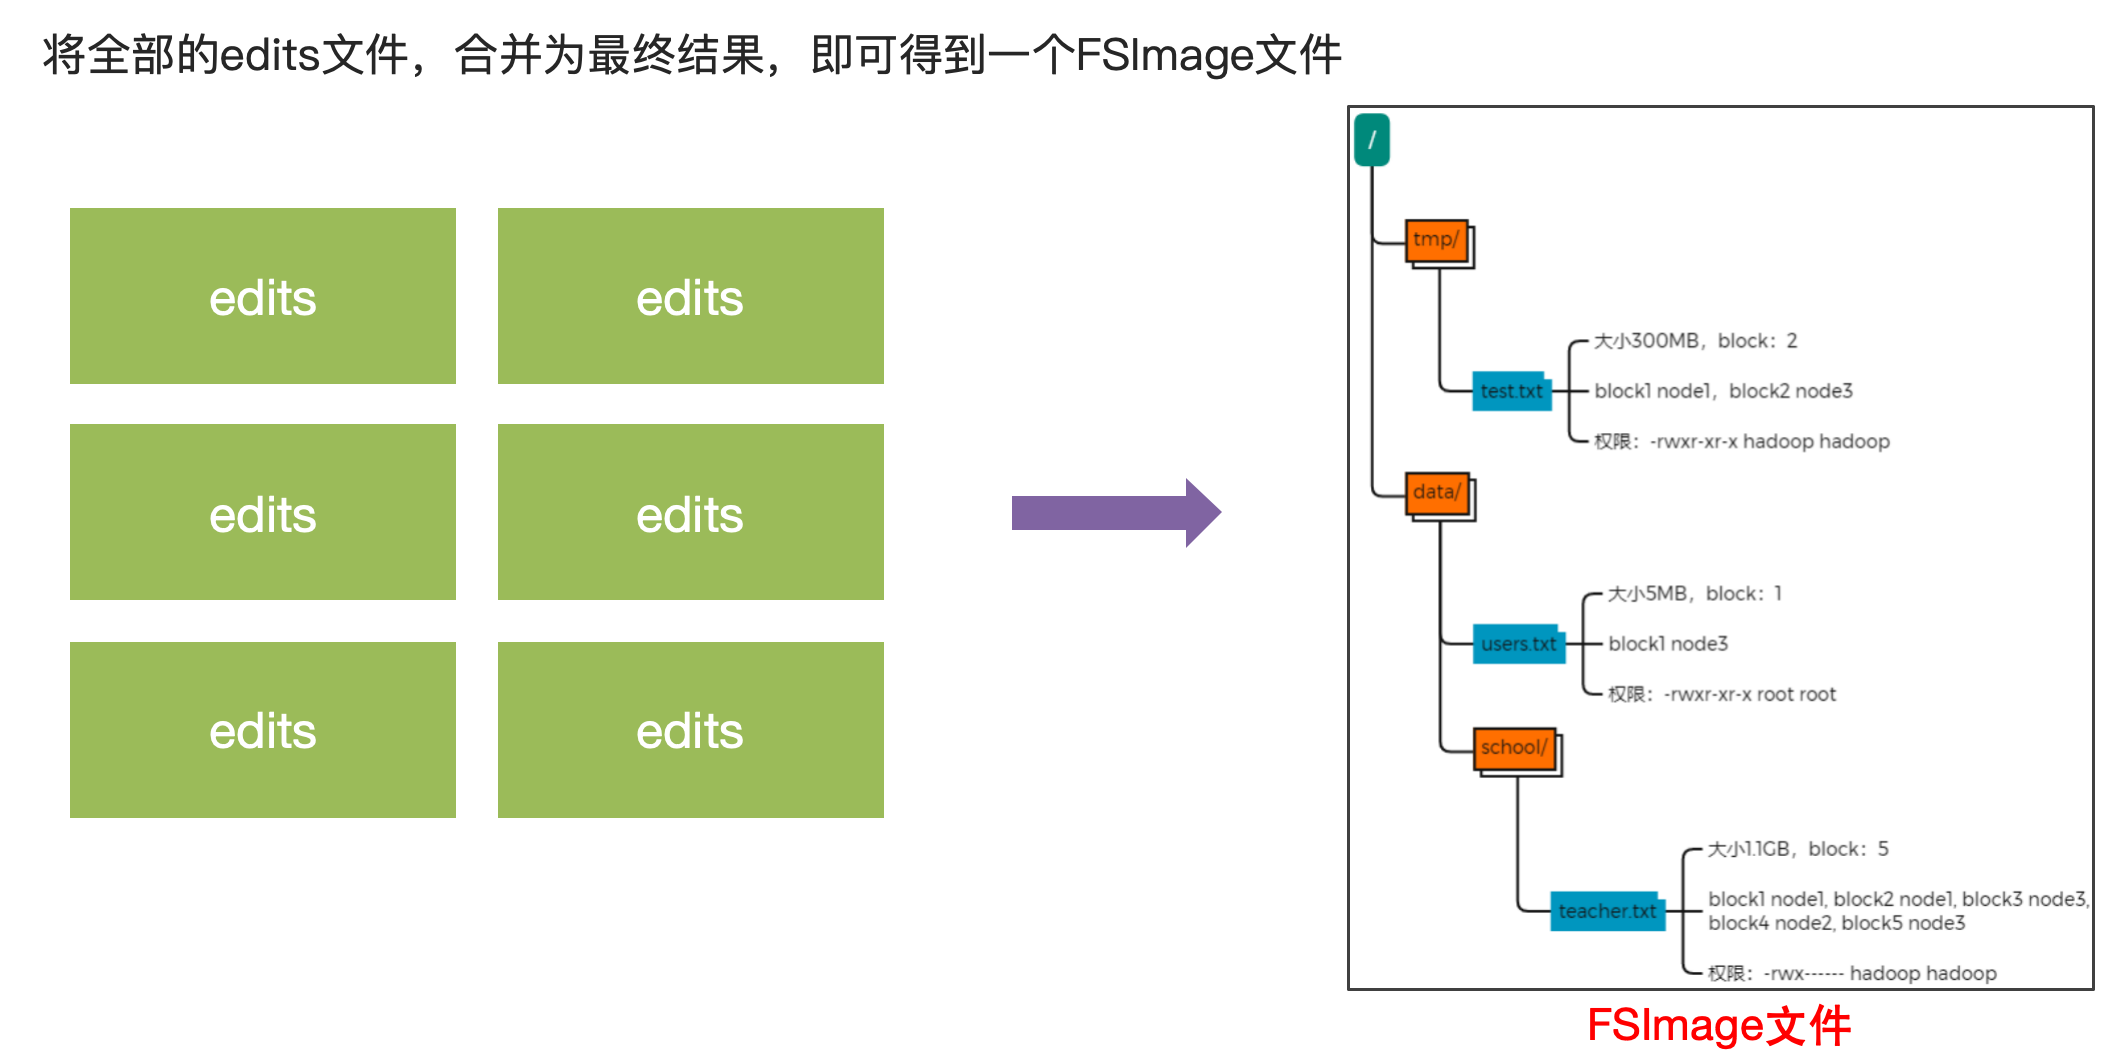 将全部的edits文件，合并为最终结果，即可得到一个FSImage文件
edits
edits
edits
edits
edits
edits
/
tmp/
大小300MB，block：2
test.txt
block1 node1，block2 node3
权限：-rwxr-xr-x hadoop hadoop
data/
大小5MB，block：1
users.txt
block1 node3
权限：-rwxr-xr-x root root
school/
大小1.1GB，block：5
teacher.txt
block1 node1, block2 node1, block3 node3,
block4 node2, block5 node3
权限：-rwx------ hadoop hadoop
FSImage文件